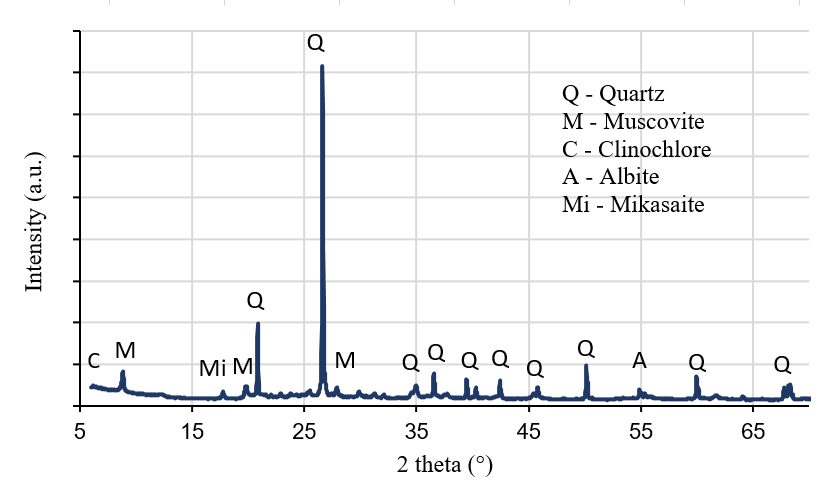 Q
Q - Quartz
M - Muscovite
C - Clinochlore
A - Albite
Mi - Mikasaite
Intensity (a.u.)
Q
C M Mi M M Q Q Q Q Q Q A Q Q
5 15 25 35 45 55 65
2 theta (°)